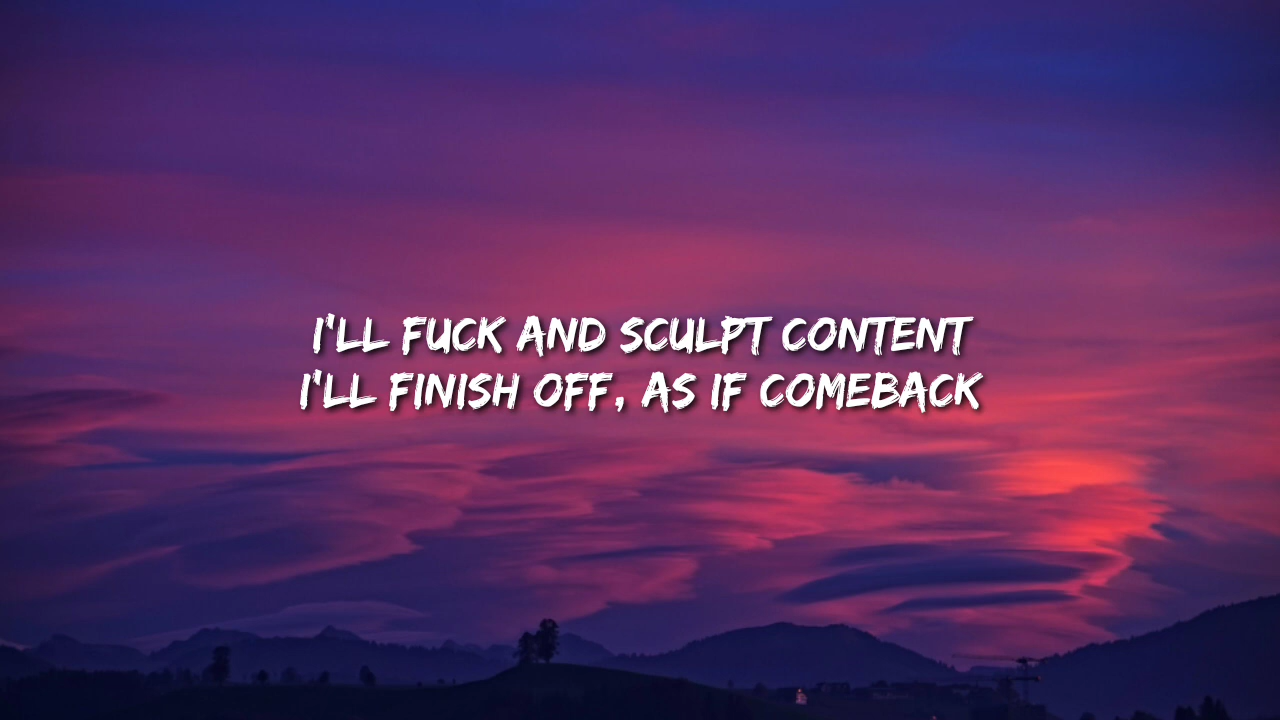 I'LL FUCK AND SCULPT CONTENT
I'LL FINISH OFF, AS IF COMEBACK